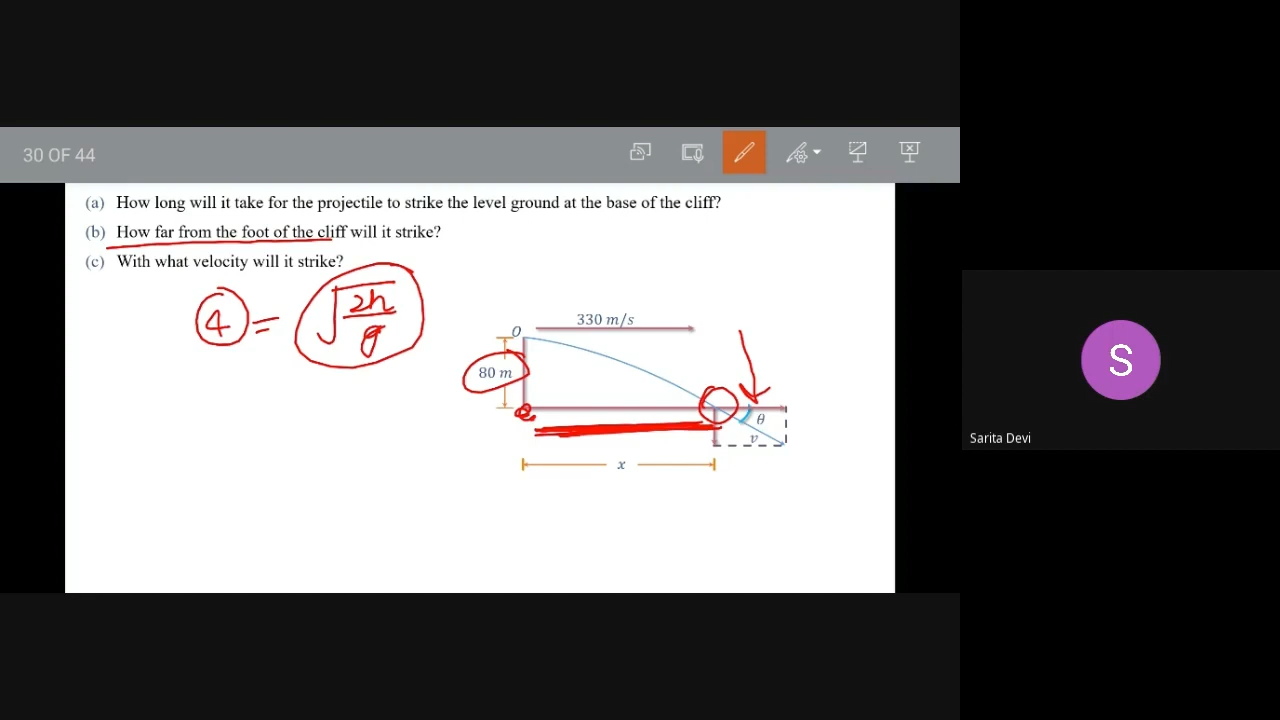 30 OF 44
(a) How long will it take for the projectile to strike the level ground at the base of the cliff?
(b) How far from the foot of the cliff will it strike?
(c) With what velocity will it strike?
4 = √2h/g
330 m/s
O
80 m
θ
v
x
S
Sarita Devi